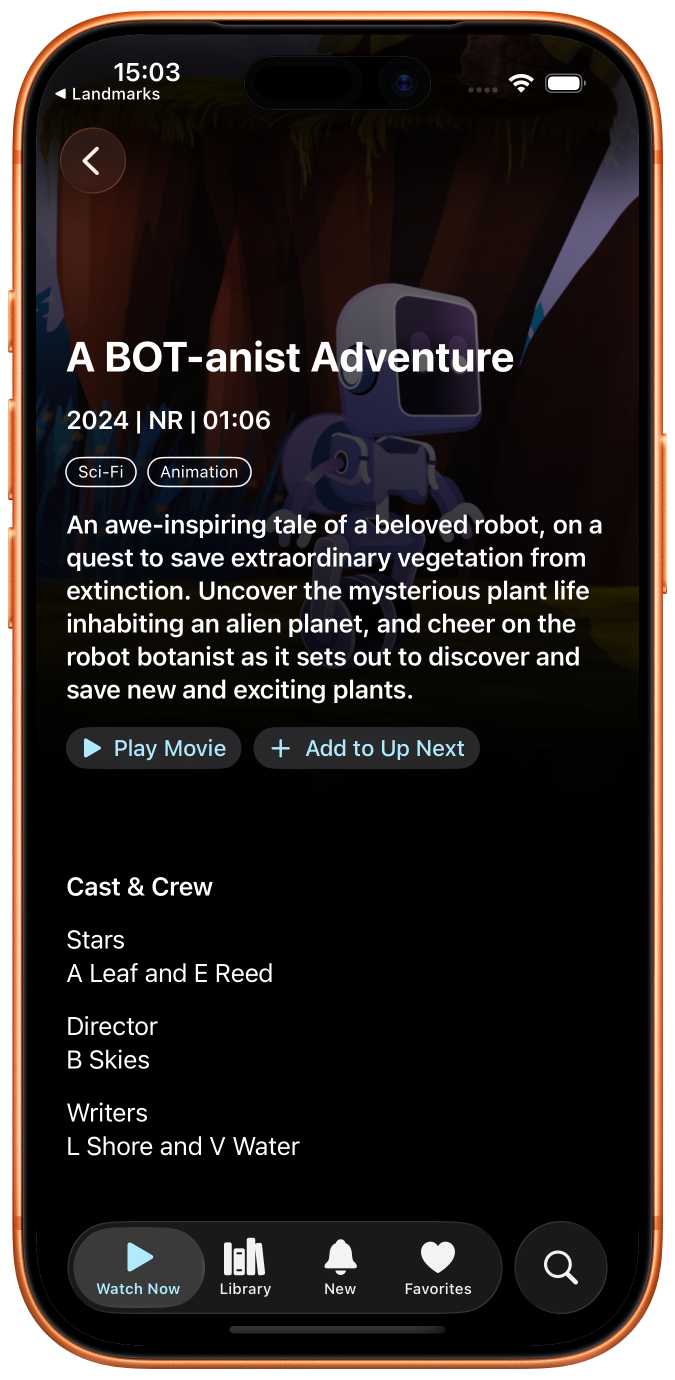 15:03
◀ Landmarks
A BOT-anist Adventure
2024 | NR | 01:06
Sci-Fi
Animation
An awe-inspiring tale of a beloved robot, on a
quest to save extraordinary vegetation from
extinction. Uncover the mysterious plant life
inhabiting an alien planet, and cheer on the
robot botanist as it sets out to discover and
save new and exciting plants.
Play Movie
Add to Up Next
Cast & Crew
Stars
A Leaf and E Reed
Director
B Skies
Writers
L Shore and V Water
Watch Now
Library
New
Favorites